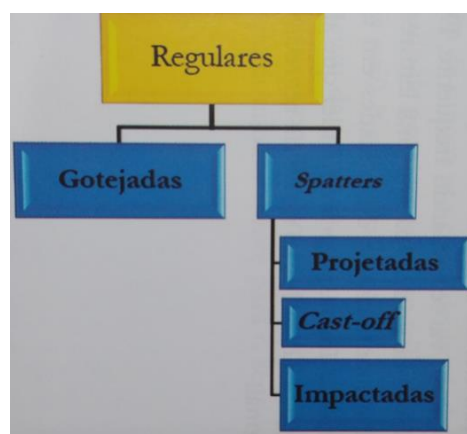 Regulares
Gotejadas
Spatters
Projetadas
Cast-off
Impactadas